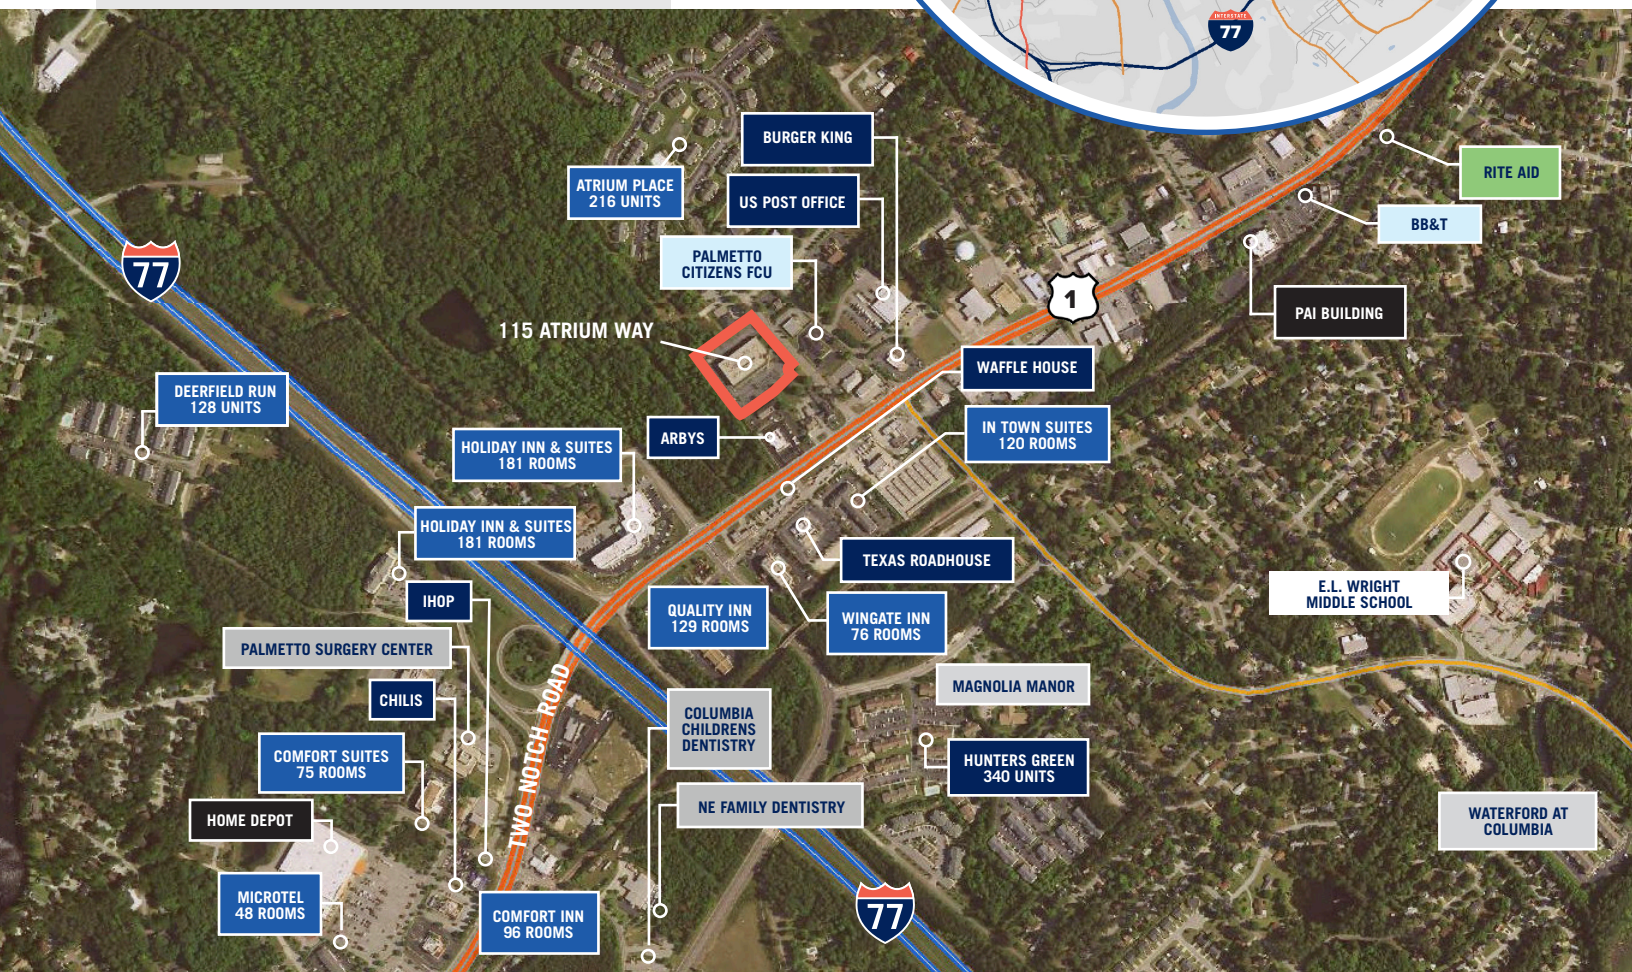 INTERSTATE
77
BURGER KING
RITE AID
ATRIUM PLACE
216 UNITS
US POST OFFICE
BB&T
PALMETTO
CITIZENS FCU
77
1
PAI BUILDING
115 ATRIUM WAY
WAFFLE HOUSE
DEERFIELD RUN
128 UNITS
IN TOWN SUITES
120 ROOMS
ARBYS
HOLIDAY INN & SUITES
181 ROOMS
HOLIDAY INN & SUITES
181 ROOMS
TEXAS ROADHOUSE
E.L. WRIGHT
MIDDLE SCHOOL
IHOP
QUALITY INN
129 ROOMS
WINGATE INN
76 ROOMS
PALMETTO SURGERY CENTER
MAGNOLIA MANOR
CHILIS
TWO NOTCH ROAD
COLUMBIA
CHILDRENS
DENTISTRY
COMFORT SUITES
75 ROOMS
HUNTERS GREEN
340 UNITS
NE FAMILY DENTISTRY
HOME DEPOT
WATERFORD AT
COLUMBIA
MICROTEL
48 ROOMS
COMFORT INN
96 ROOMS
77